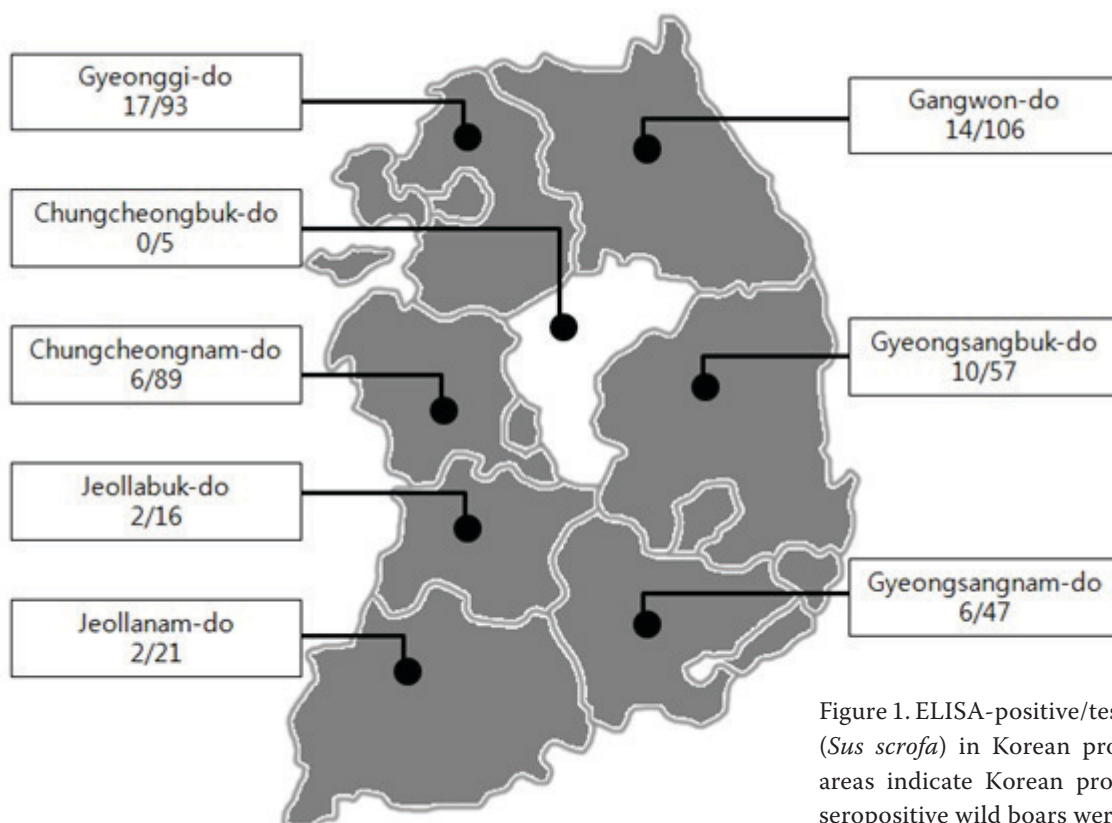 Gyeonggi-do
17/93
Gangwon-do
14/106
Chungcheongbuk-do
0/5
Chungcheongnam-do
6/89
Gyeongsangbuk-do
10/57
Jeollabuk-do
2/16
Jeollanam-do
2/21
Gyeongsangnam-do
6/47
Figure 1. ELISA-positive/tes
(Sus scrofa) in Korean pro
areas indicate Korean pro
seropositive wild boars wer